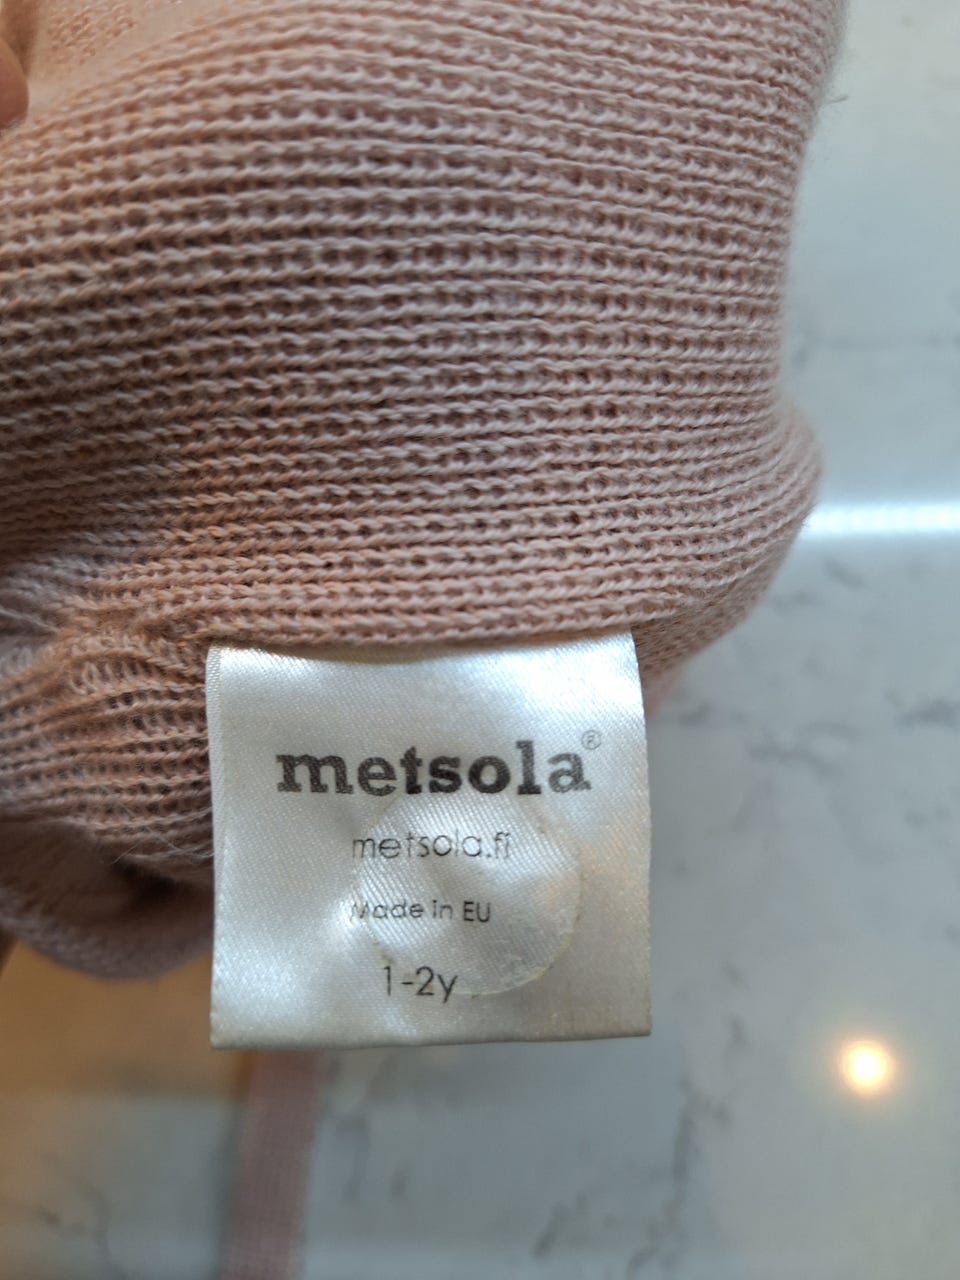 metsola®
metsola.fi
Made in EU
1-2y